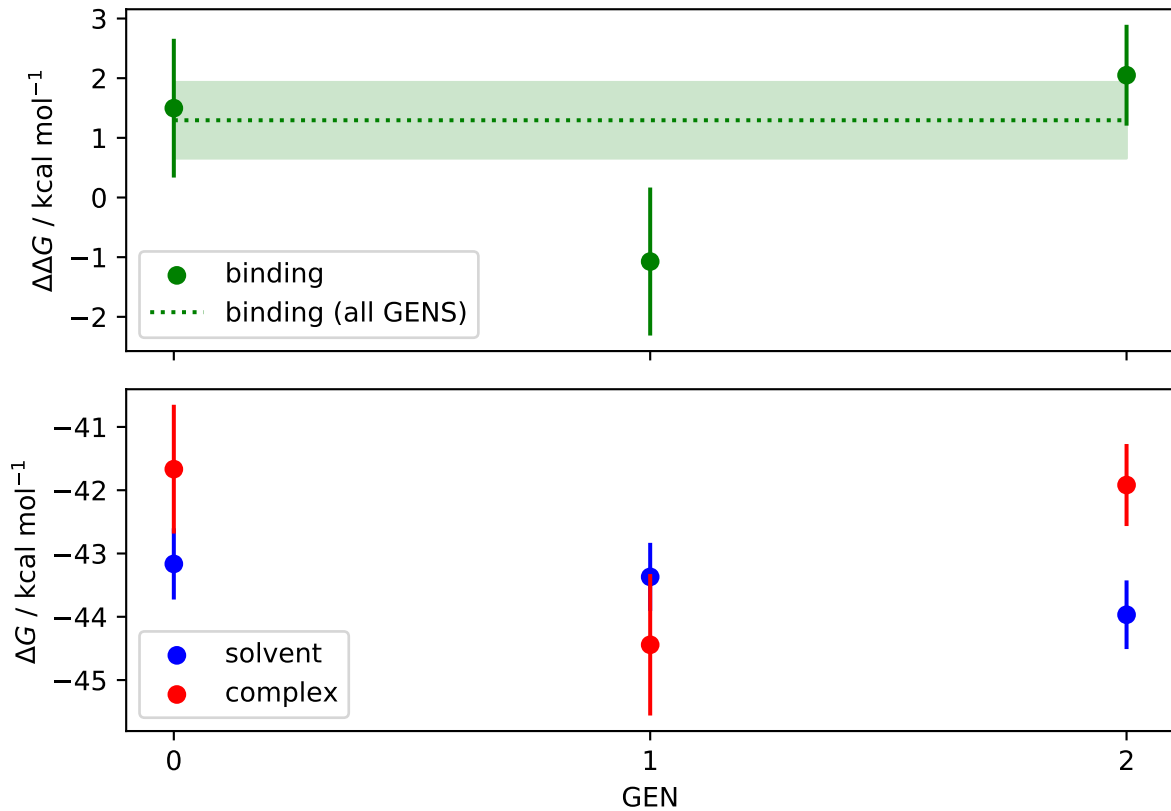 3
2
1
0
−1
−2
ΔΔG / kcal mol⁻¹
binding
binding (all GENS)
−41
−42
−43
−44
−45
ΔG / kcal mol⁻¹
solvent
complex
0 1 2
GEN